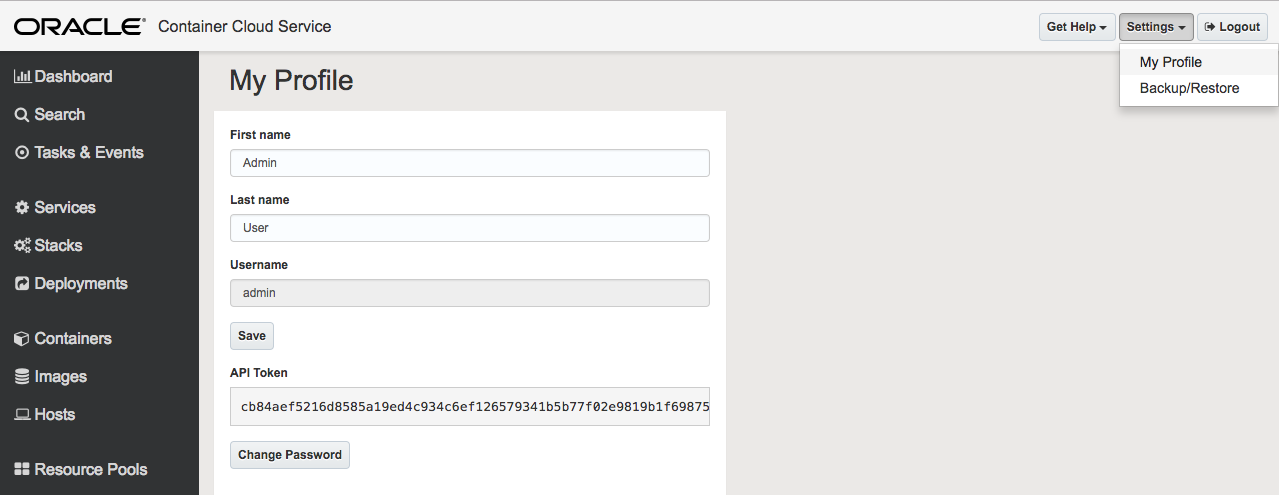 ORACLE® Container Cloud Service
Get Help
Settings
Logout
My Profile
Backup/Restore
Dashboard
Search
Tasks & Events
Services
Stacks
Deployments
Containers
Images
Hosts
Resource Pools
My Profile
First name
Admin
Last name
User
Username
admin
Save
API Token
cb84aef5216d8585a19ed4c934c6ef126579341b5b77f02e9819b1f69875
Change Password